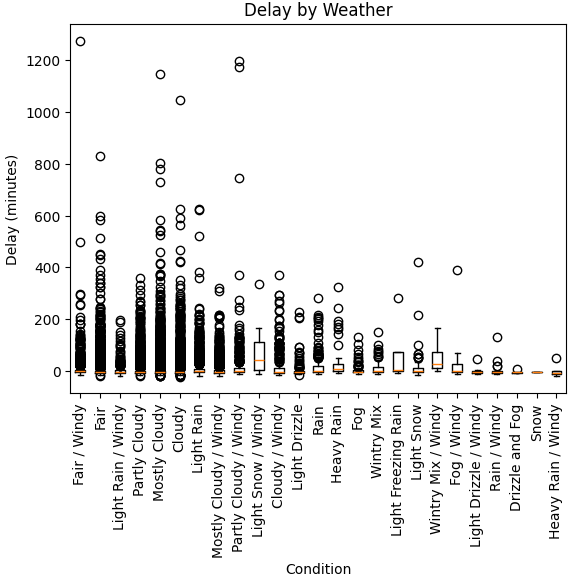 Delay by Weather
Delay (minutes)
1200
1000
800
600
400
200
0
Fair / Windy
Fair
Light Rain / Windy
Partly Cloudy
Mostly Cloudy
Cloudy
Light Rain
Mostly Cloudy / Windy
Partly Cloudy / Windy
Light Snow / Windy
Cloudy / Windy
Light Drizzle
Rain
Heavy Rain
Fog
Wintry Mix
Light Freezing Rain
Light Snow
Wintry Mix / Windy
Fog / Windy
Light Drizzle / Windy
Rain / Windy
Drizzle and Fog
Snow
Heavy Rain / Windy
Condition